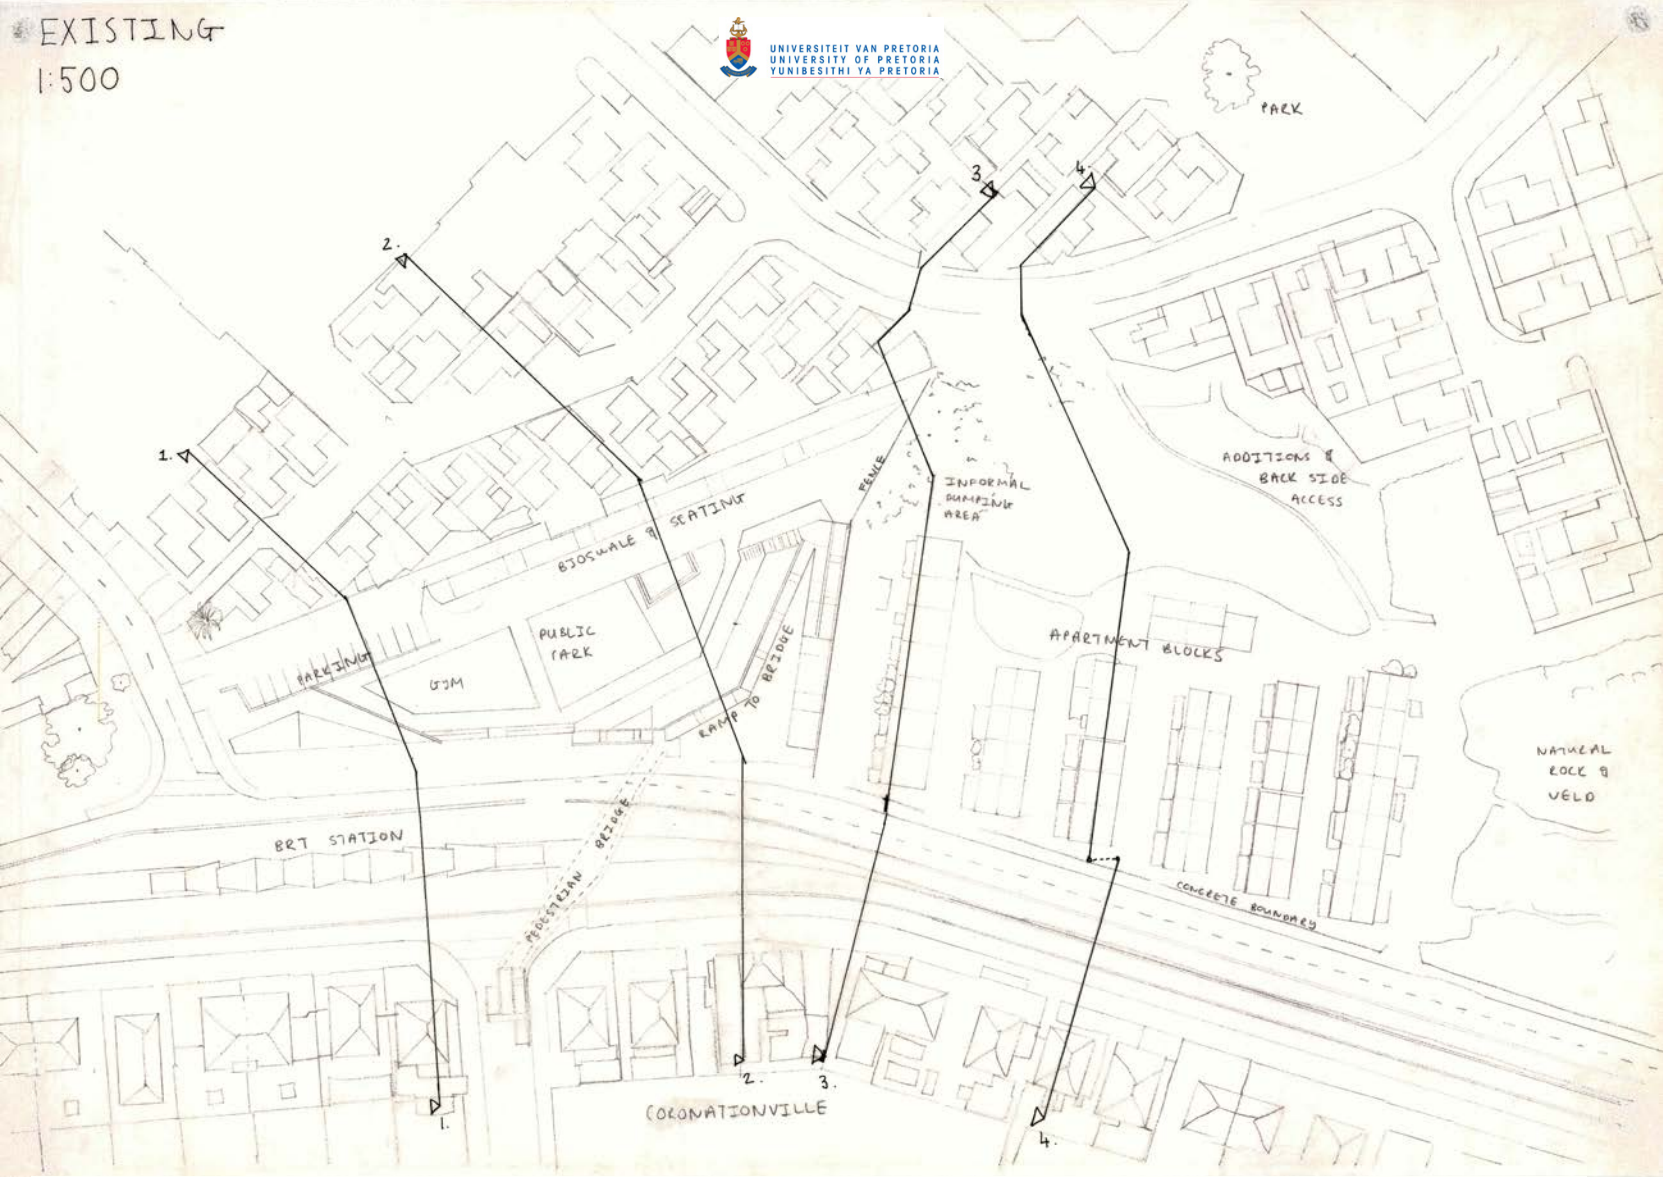 EXISTING
1:500
UNIVERSITEIT VAN PRETORIA
UNIVERSITY OF PRETORIA
YUNIBESITHI YA PRETORIA
PARK
3
4.
2.
1.
FENCE
INFORMAL
DUMPING
AREA
ADDITIONS &
BACK SIDE
ACCESS
BIOSWALE & SEATING
PUBLIC
PARK
PARKING
GYM
RAMP TO BRIDGE
APARTMENT BLOCKS
NATURAL
ROCK &
VELD
BRT STATION
PEDESTRIAN BRIDGE
CONCRETE BOUNDARY
2.
3.
1.
4.
CORONATIONVILLE